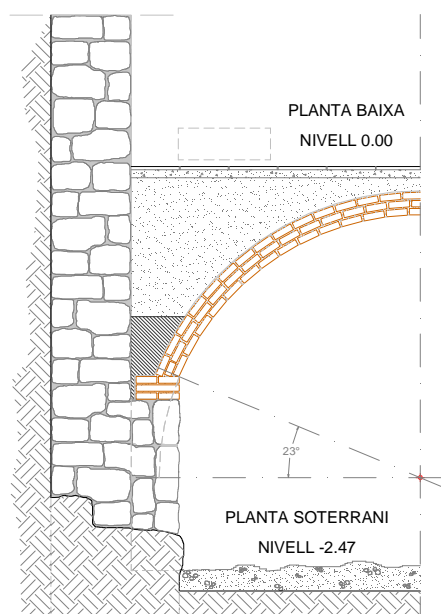 PLANTA BAIXA
NIVELL 0.00
23°
PLANTA SOTERRANI
NIVELL -2.47